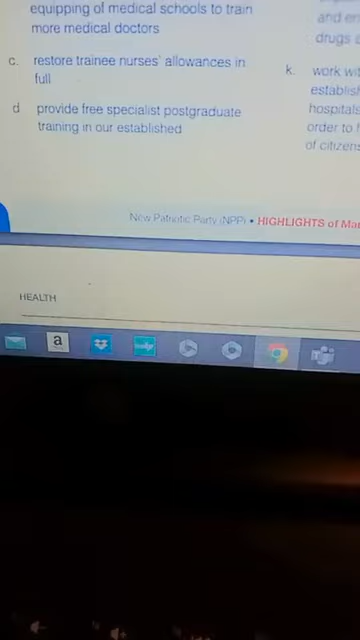 equipping of medical schools to train
more medical doctors
c. restore trainee nurses' allowances in
full
d provide free specialist postgraduate
training in our established
and en
drugs
k. work wit
establish
hospitals
order to
of citizens
New Patriotic Party (NPP) • HIGHLIGHTS of Ma
HEALTH
a